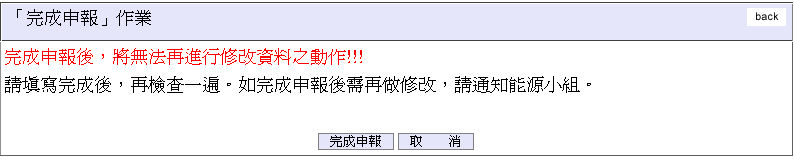 「完成申報」作業
back
完成申報後，將無法再進行修改資料之動作!!!
請填寫完成後，再檢查一遍。如完成申報後需再做修改，請通知能源小組。
完成申報 取　消